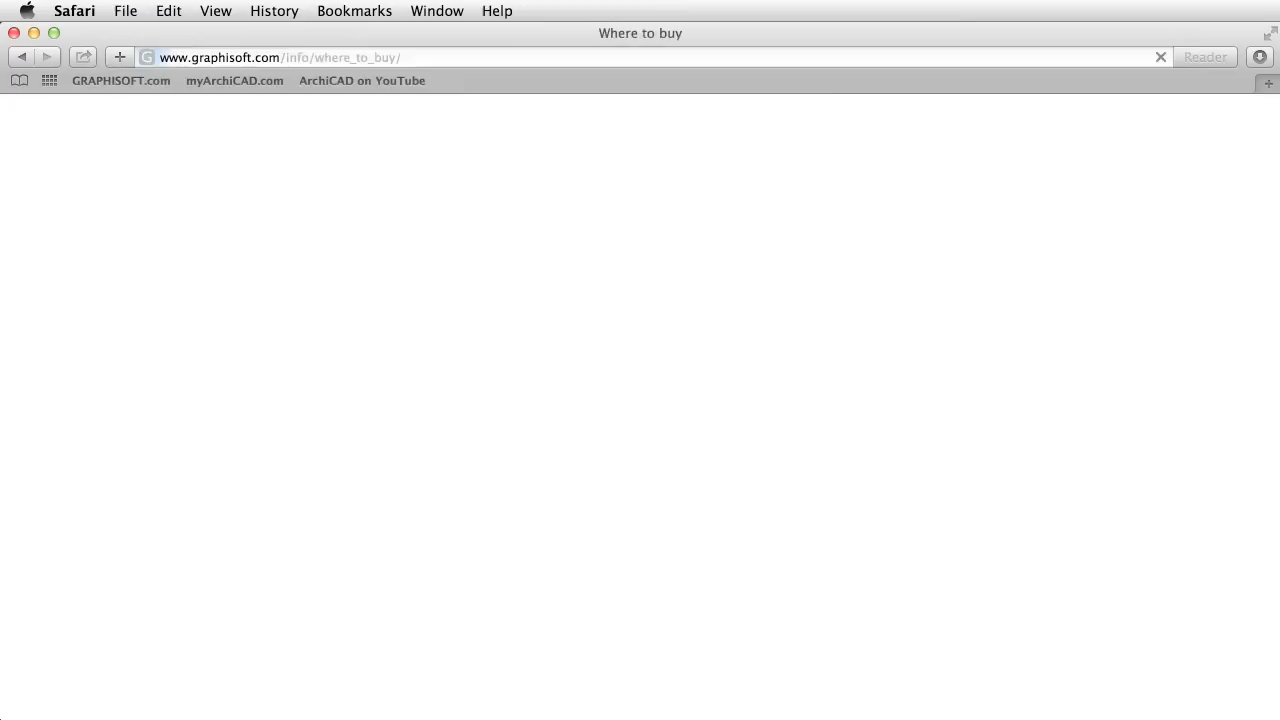 Safari File Edit View History Bookmarks Window Help
Where to buy
www.graphisoft.com/info/where_to_buy/ Reader
GRAPHISOFT.com myArchiCAD.com ArchiCAD on YouTube